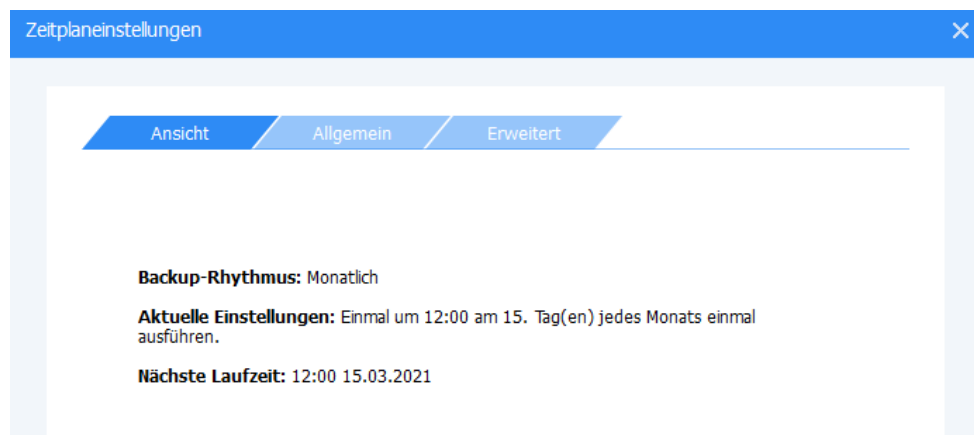 Zeitplaneinstellungen
Ansicht Allgemein Erweitert
Backup-Rhythmus: Monatlich
Aktuelle Einstellungen: Einmal um 12:00 am 15. Tag(en) jedes Monats einmal
ausführen.
Nächste Laufzeit: 12:00 15.03.2021